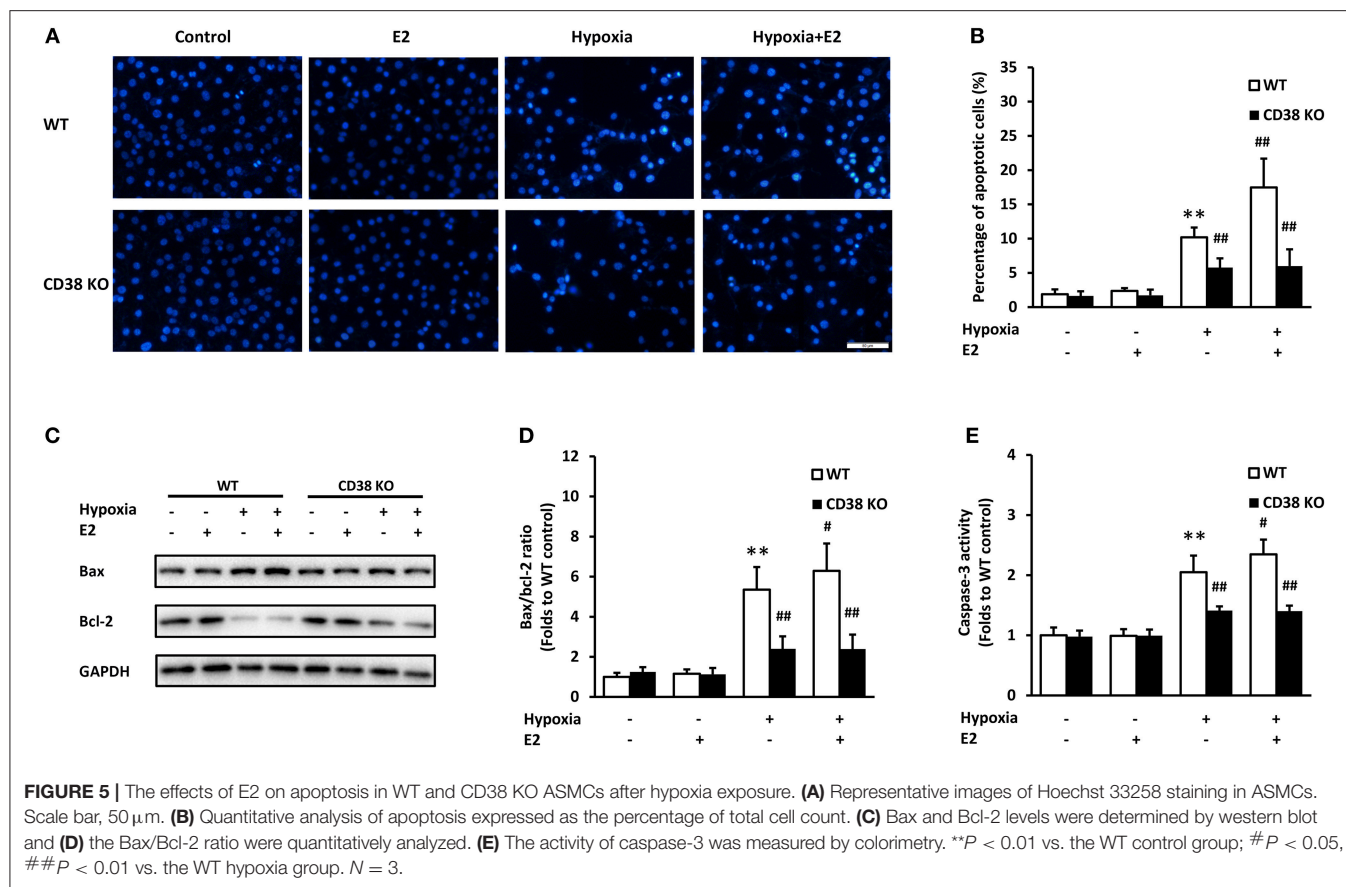 A
Control E2 Hypoxia Hypoxia+E2
WT
CD38 KO
50 μm
B
Percentage of apoptotic cells (%)
35
30
25
20
15
10
5
0
WT
CD38 KO
** ## ## ##
Hypoxia - - + +
E2 - + - +
C
WT CD38 KO
Hypoxia - - + + - - + +
E2 - + - + - + - +
Bax
Bcl-2
GAPDH
D
Bax/bcl-2 ratio
(Folds to WT control)
12
10
8
6
4
2
0
WT
CD38 KO
** ## # ##
Hypoxia - - + +
E2 - + - +
E
Caspase-3 activity
(Folds to WT control)
4
3
2
1
0
WT
CD38 KO
** ## # ##
Hypoxia - - + +
E2 - + - +
FIGURE 5 | The effects of E2 on apoptosis in WT and CD38 KO ASMCs after hypoxia exposure. (A) Representative images of Hoechst 33258 staining in ASMCs.
Scale bar, 50 μm. (B) Quantitative analysis of apoptosis expressed as the percentage of total cell count. (C) Bax and Bcl-2 levels were determined by western blot
and (D) the Bax/Bcl-2 ratio were quantitatively analyzed. (E) The activity of caspase-3 was measured by colorimetry. **P < 0.01 vs. the WT control group; #P < 0.05,
##P < 0.01 vs. the WT hypoxia group. N = 3.